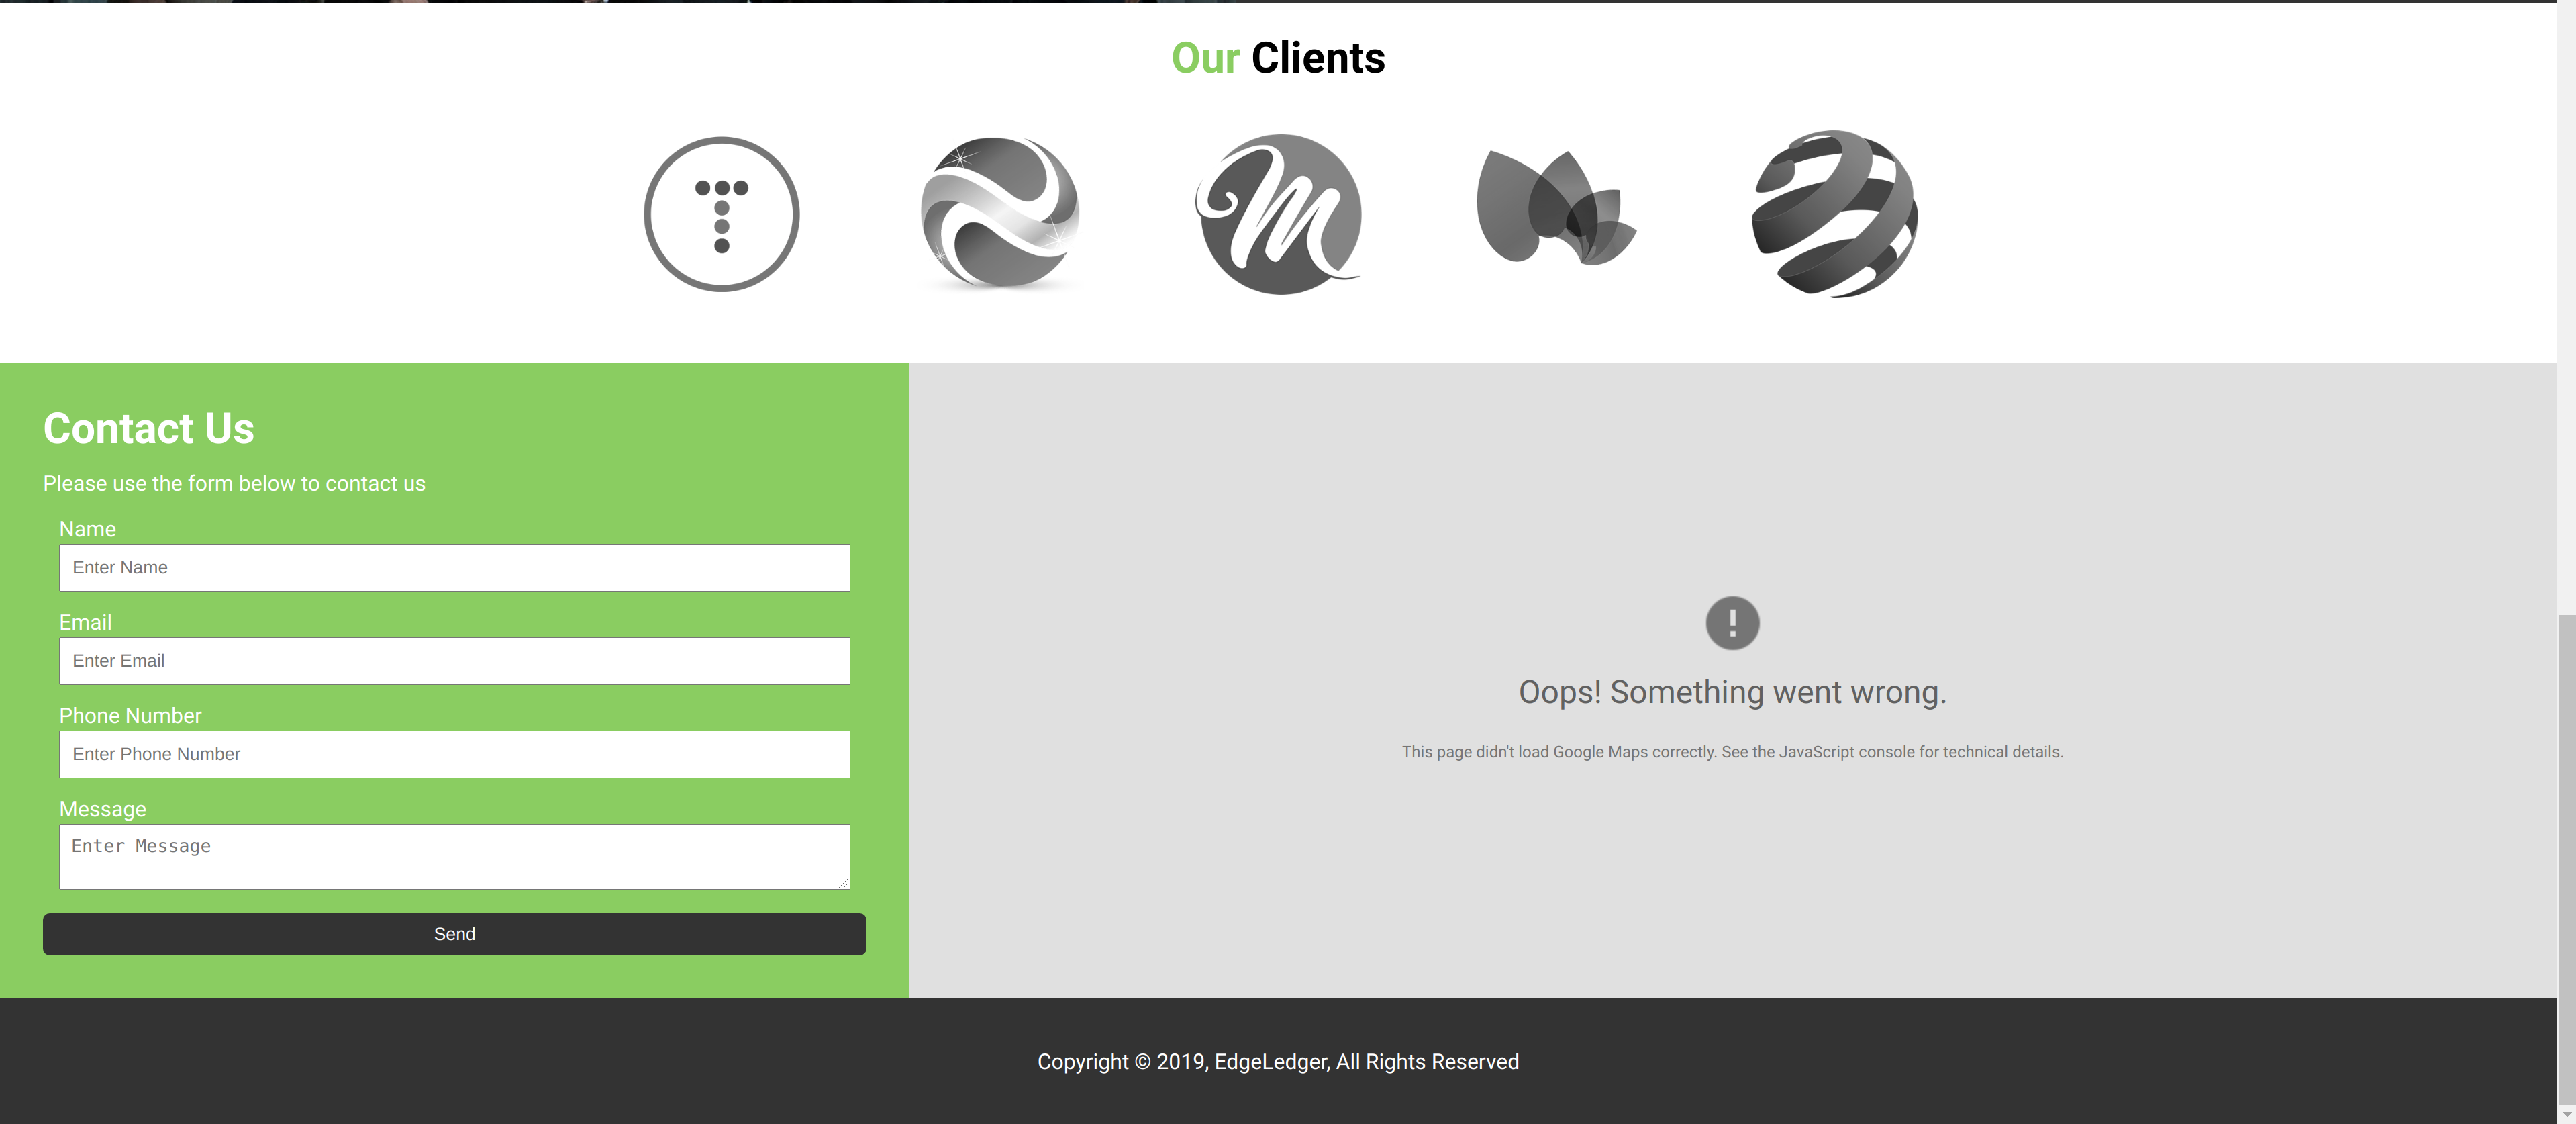 Our Clients
T
m
Contact Us
Please use the form below to contact us
Name
Enter Name
Email
Enter Email
Phone Number
Enter Phone Number
Message
Enter Message
Send
!
Oops! Something went wrong.
This page didn't load Google Maps correctly. See the JavaScript console for technical details.
Copyright © 2019, EdgeLedger, All Rights Reserved